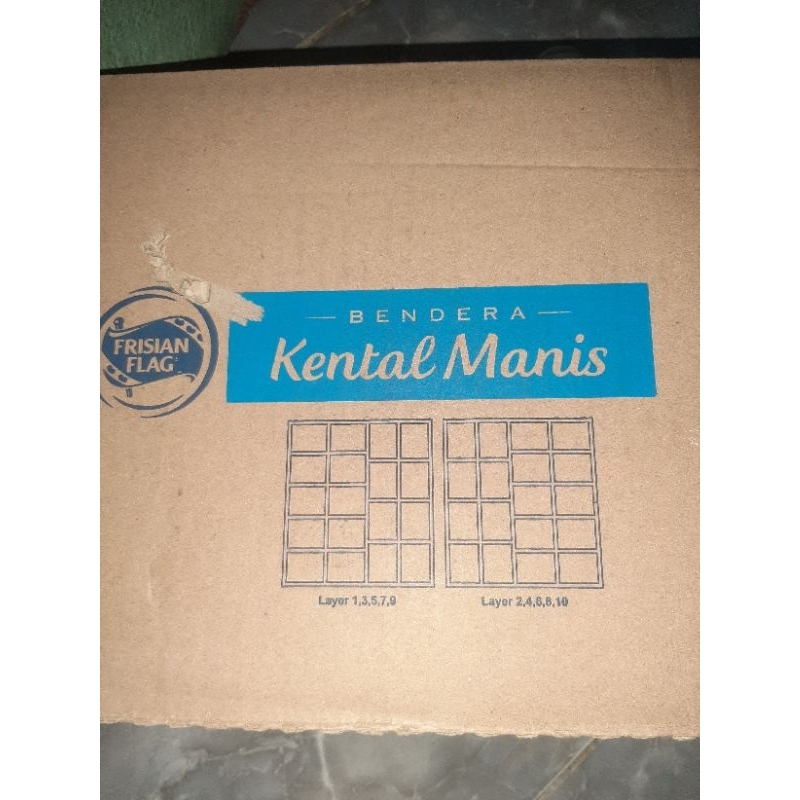 FRISIAN
FLAG
BENDERA
Kental Manis
Layer 1,3,5,7,9
Layer 2,4,6,8,10